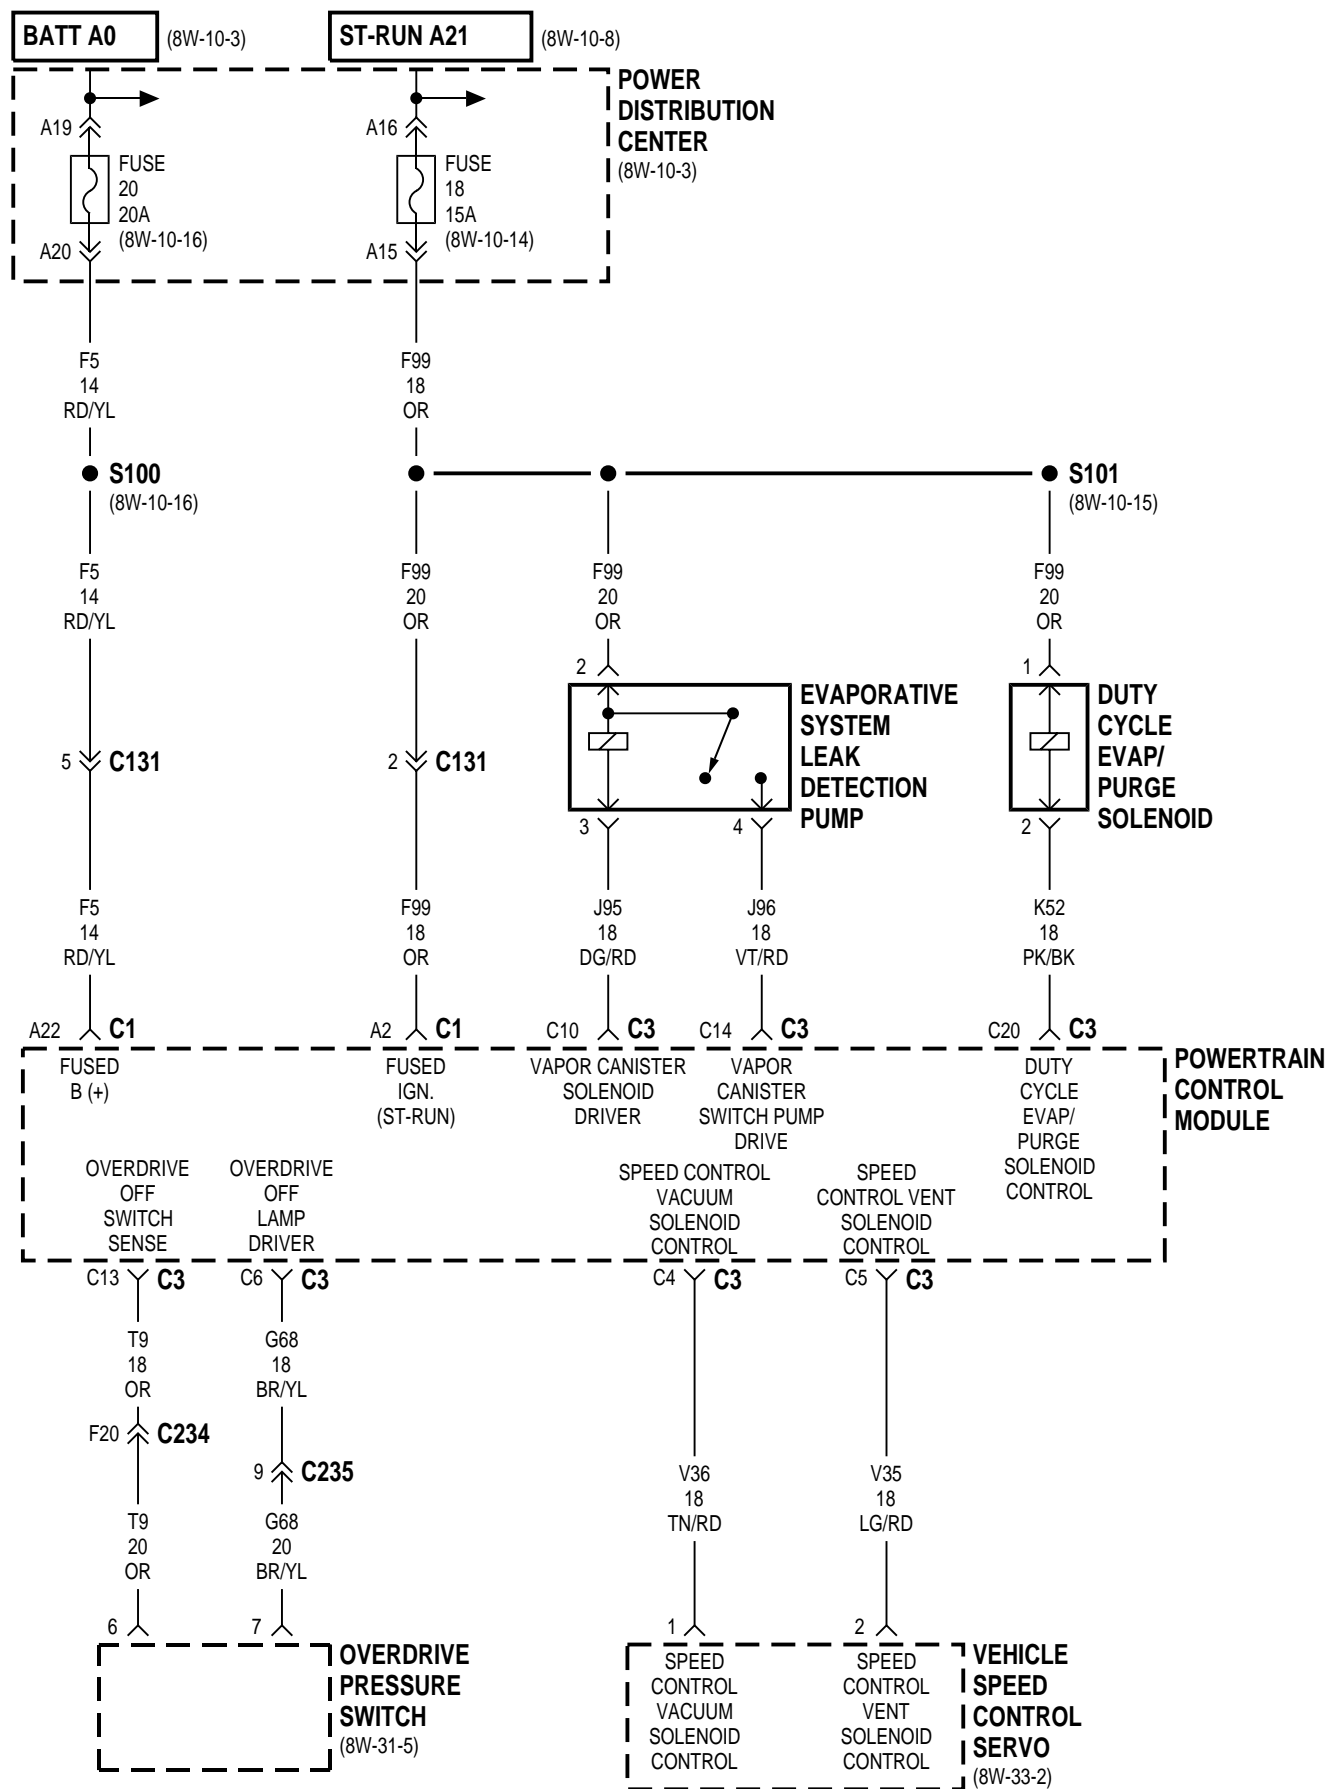 BATT A0
(8W-10-3)
ST-RUN A21
(8W-10-8)
POWER
DISTRIBUTION
CENTER
(8W-10-3)
A19
FUSE
20
20A
(8W-10-16)
A20
A16
FUSE
18
15A
(8W-10-14)
A15
F5
14
RD/YL
F99
18
OR
S100
(8W-10-16)
S101
(8W-10-15)
F5
14
RD/YL
F99
20
OR
F99
20
OR
F99
20
OR
5
C131
2
C131
2
3
4
EVAPORATIVE
SYSTEM
LEAK
DETECTION
PUMP
1
2
DUTY
CYCLE
EVAP/
PURGE
SOLENOID
F5
14
RD/YL
F99
18
OR
J95
18
DG/RD
J96
18
VT/RD
K52
18
PK/BK
A22
C1
A2
C1
C10
C3
C14
C3
C20
C3
POWERTRAIN
CONTROL
MODULE
FUSED
B (+)
FUSED
IGN.
(ST-RUN)
VAPOR CANISTER
SOLENOID
DRIVER
VAPOR
CANISTER
SWITCH PUMP
DRIVE
DUTY
CYCLE
EVAP/
PURGE
SOLENOID
CONTROL
OVERDRIVE
OFF
SWITCH
SENSE
OVERDRIVE
OFF
LAMP
DRIVER
SPEED CONTROL
VACUUM
SOLENOID
CONTROL
SPEED
CONTROL VENT
SOLENOID
CONTROL
C13
C3
C6
C3
C4
C3
C5
C3
T9
18
OR
G68
18
BR/YL
F20
C234
9
C235
T9
20
OR
G68
20
BR/YL
V36
18
TN/RD
V35
18
LG/RD
6
7
OVERDRIVE
PRESSURE
SWITCH
(8W-31-5)
1
2
SPEED
CONTROL
VACUUM
SOLENOID
CONTROL
SPEED
CONTROL
VENT
SOLENOID
CONTROL
VEHICLE
SPEED
CONTROL
SERVO
(8W-33-2)